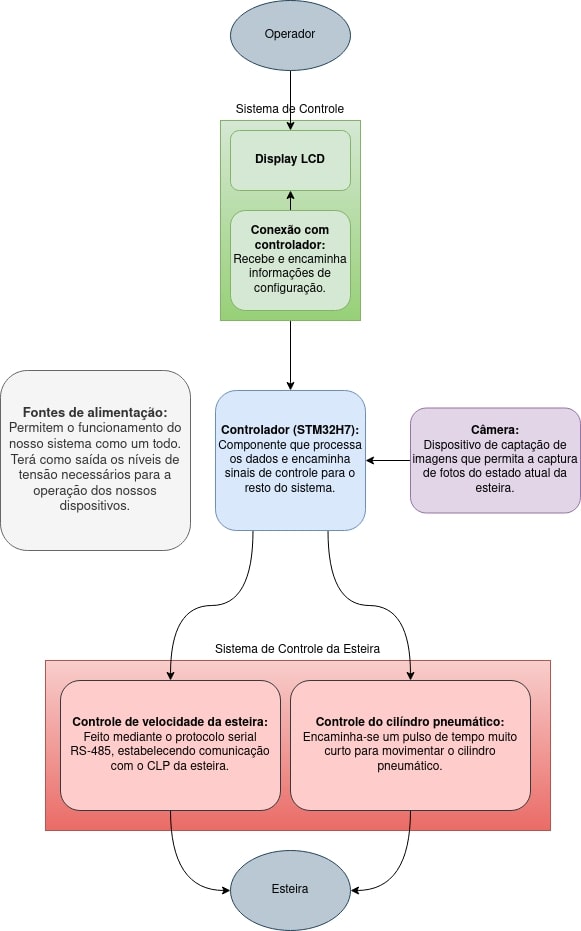 Operador
Sistema de Controle
Display LCD
Conexão com
controlador:
Recebe e encaminha
informações de
configuração.
Fontes de alimentação:
Permitem o funcionamento do
nosso sistema como um todo.
Terá como saída os níveis de
tensão necessários para a
operação dos nossos
dispositivos.
Controlador (STM32H7):
Componente que processa
os dados e encaminha
sinais de controle para o
resto do sistema.
Câmera:
Dispositivo de captação de
imagens que permita a captura
de fotos do estado atual da
esteira.
Sistema de Controle da Esteira
Controle de velocidade da esteira:
Feito mediante o protocolo serial
RS-485, estabelecendo comunicação
com o CLP da esteira.
Controle do cilíndro pneumático:
Encaminha-se um pulso de tempo muito
curto para movimentar o cilindro
pneumático.
Esteira